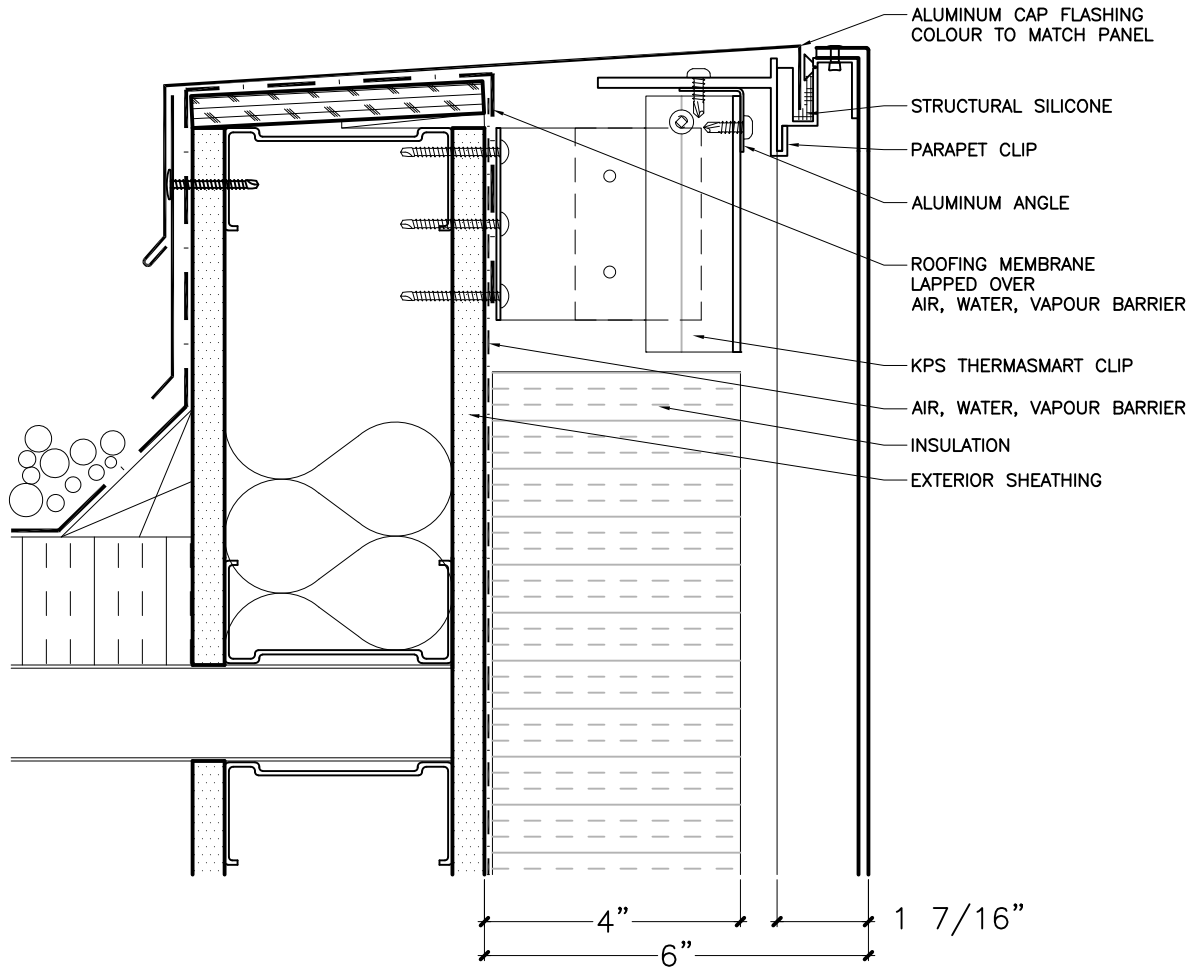 ALUMINUM CAP FLASHING
COLOUR TO MATCH PANEL
STRUCTURAL SILICONE
PARAPET CLIP
ALUMINUM ANGLE
ROOFING MEMBRANE
LAPPED OVER
AIR, WATER, VAPOUR BARRIER
KPS THERMASMART CLIP
AIR, WATER, VAPOUR BARRIER
INSULATION
EXTERIOR SHEATHING
4”
1 7/16”
6”